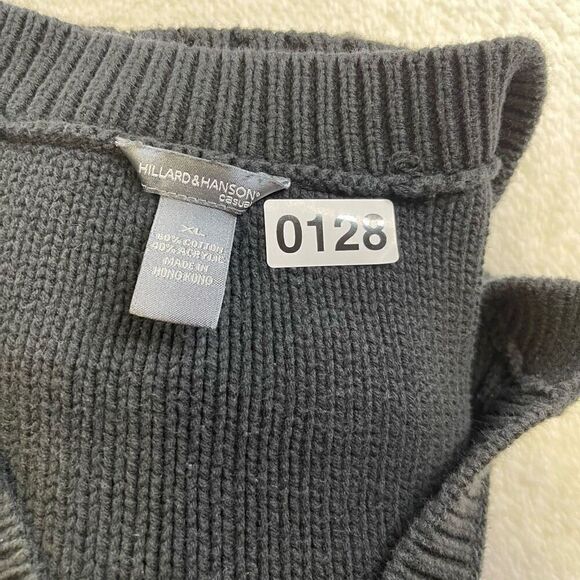 HILLARD & HANSON®
casual
XL
60% COTTON
40% ACRYLIC
MADE IN
HONG KONG
0128